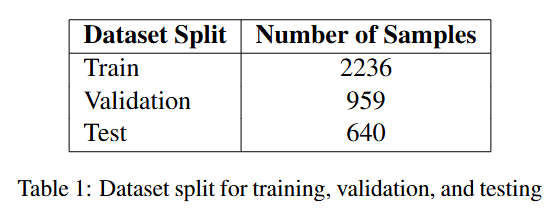 Dataset Split Number of Samples
Train 2236
Validation 959
Test 640
Table 1: Dataset split for training, validation, and testing